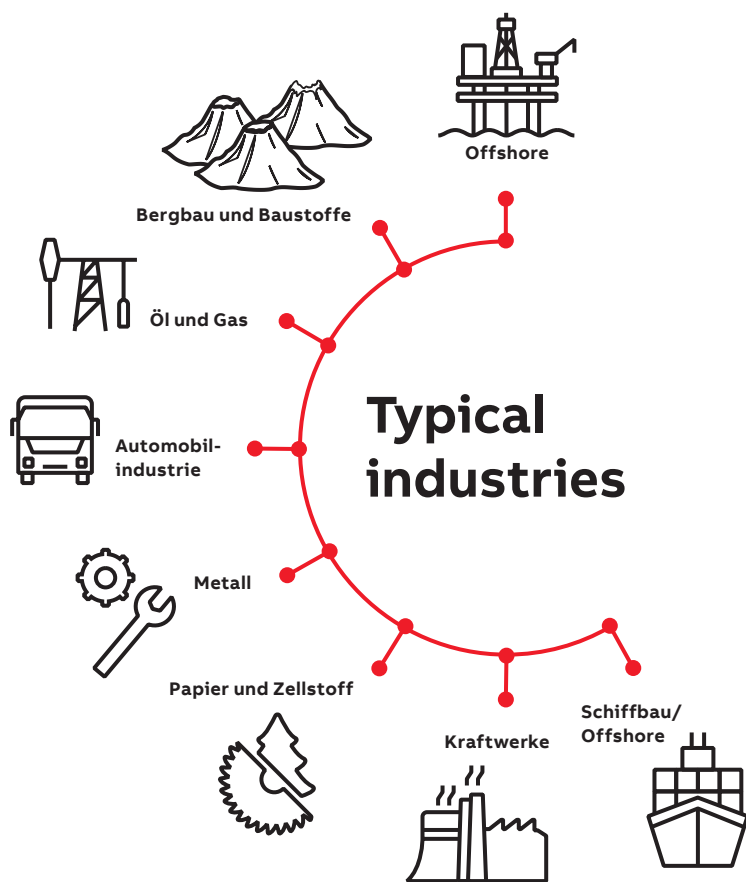 Offshore
Bergbau und Baustoffe
Öl und Gas
Automobil-
industrie
Typical
industries
Metall
Papier und Zellstoff
Kraftwerke
Schiffbau/
Offshore